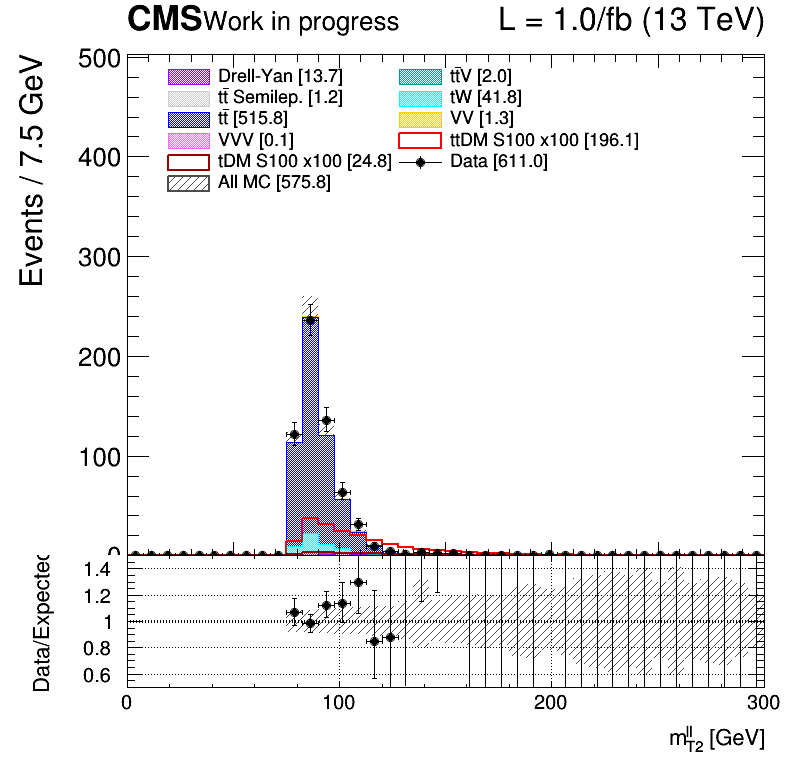 CMS Work in progress L = 1.0/fb (13 TeV)
Events / 7.5 GeV
500
400
300
200
100
0
Drell-Yan [13.7]
tt̄ Semilep. [1.2]
tt̄ [515.8]
VVV [0.1]
tDM S100 x100 [24.8]
All MC [575.8]
tt̄V [2.0]
tW [41.8]
VV [1.3]
ttDM S100 x100 [196.1]
Data [611.0]
Data/Expected
1.4
1.2
1
0.8
0.6
0 100 200 300
m^{ll}_{T2} [GeV]